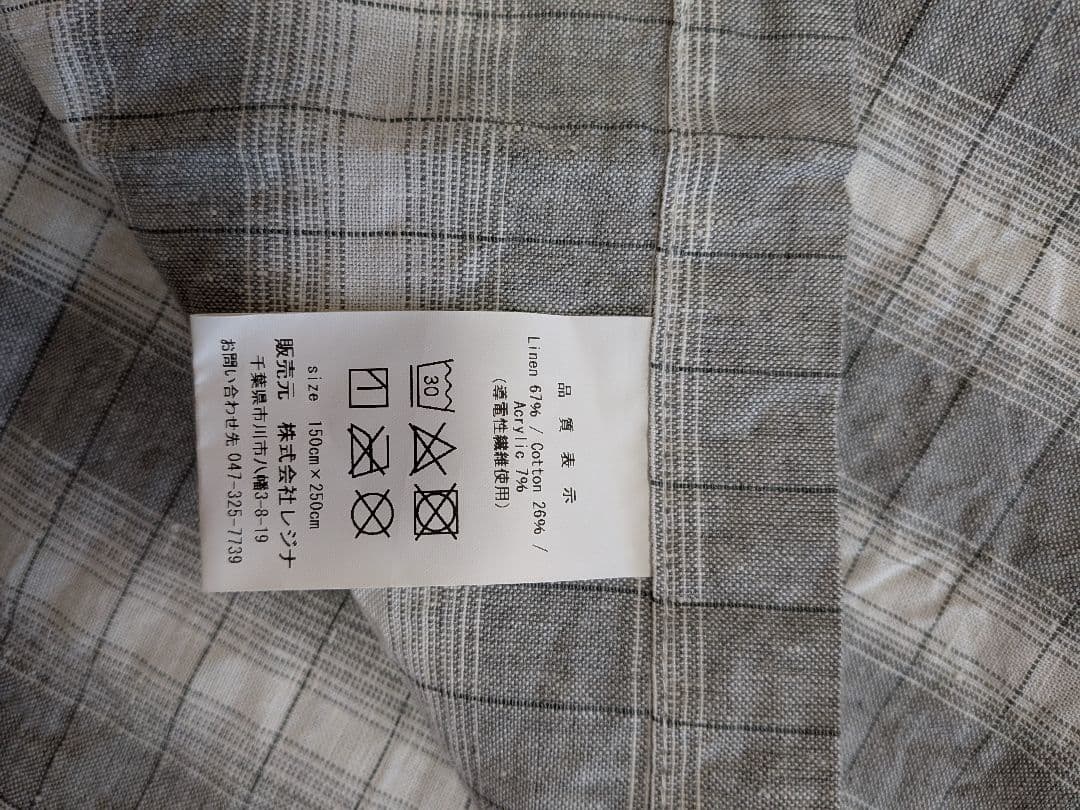 品質表示
Linen 67% / Cotton 26% /
Acrylic 7%
(導電性繊維使用)
30
size 150cm×250cm
販売元 株式会社レジナ
千葉県市川市八幡3-8-19
お問い合わせ先 047-325-7739